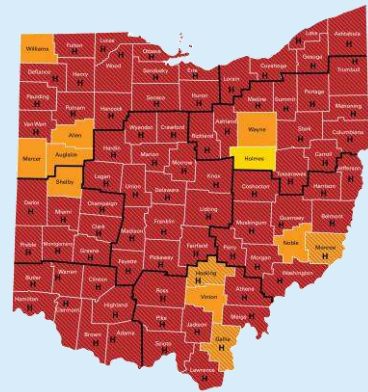 Williams
Fulton H
Lucas H
Ottawa H
Lake H
Ashtabula H
Defiance H
Henry H
Wood H
Sandusky H
Erie H
Lorain H
Cuyahoga H
Geauga H
Trumbull H
Paulding H
Putnam H
Hancock H
Seneca H
Huron H
Medina H
Summit H
Portage H
Mahoning H
Van Wert H
Allen
Wyandot H
Crawford H
Richland H
Ashland H
Wayne
Stark H
Columbiana H
Mercer
Auglaize
Hardin H
Marion H
Morrow H
Holmes
Carroll H
Jefferson H
Shelby
Logan H
Union H
Delaware H
Knox H
Coshocton H
Tuscarawas H
Harrison H
Darke H
Miami H
Champaign H
Clark H
Madison H
Franklin H
Licking H
Muskingum H
Guernsey H
Belmont H
Preble H
Montgomery H
Greene H
Fayette H
Pickaway H
Fairfield H
Perry H
Morgan H
Noble
Monroe
Butler H
Warren H
Clinton H
Ross H
Hocking
Athens H
Washington H
Hamilton H
Clermont H
Highland H
Pike H
Vinton
Meigs H
Brown H
Adams H
Scioto H
Jackson H
Gallia
Lawrence H